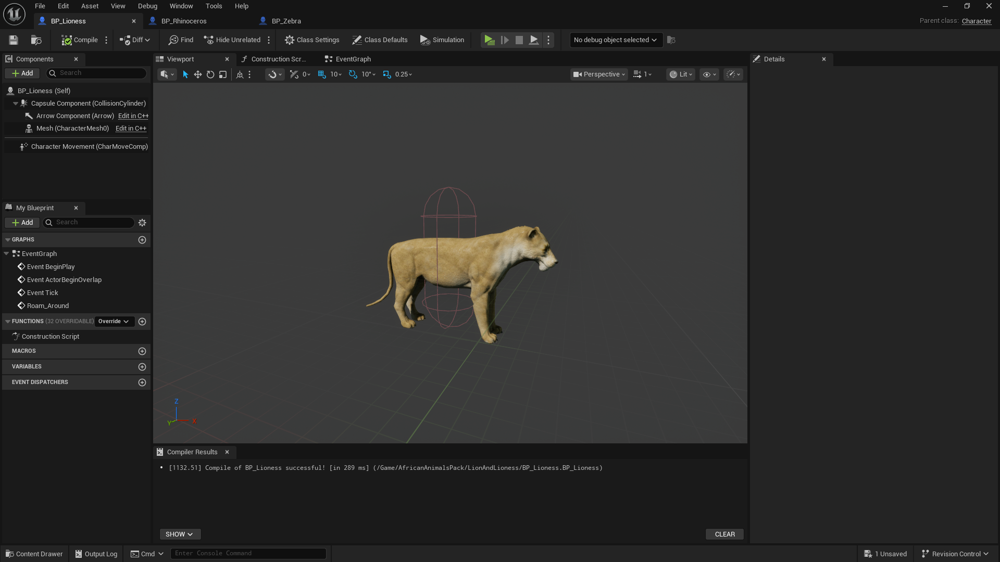 File Edit Asset View Debug Window Tools Help
BP_Lioness BP_Rhinoceros BP_Zebra Parent class: Character
Compile Diff Find Hide Unrelated Class Settings Class Defaults Simulation No debug object selected
Components
Add Search
BP_Lioness (Self)
Capsule Component (CollisionCylinder)
Arrow Component (Arrow) Edit in C++
Mesh (CharacterMesh0) Edit in C++
Character Movement (CharMoveComp)
My Blueprint
Add Search
GRAPHS
EventGraph
Event BeginPlay
Event ActorBeginOverlap
Event Tick
Roam_Around
FUNCTIONS (32 OVERRIDABLE) Override
Construction Script
MACROS
VARIABLES
EVENT DISPATCHERS
Viewport Construction Scr... EventGraph
0 10 10° 0.25 Perspective 1 Lit
Z
Y X
Compiler Results
• [1132.51] Compile of BP_Lioness successful! [in 289 ms] (/Game/AfricanAnimalsPack/LionAndLioness/BP_Lioness.BP_Lioness)
SHOW CLEAR
Details
Content Drawer Output Log Cmd Enter Console Command 1 Unsaved Revision Control